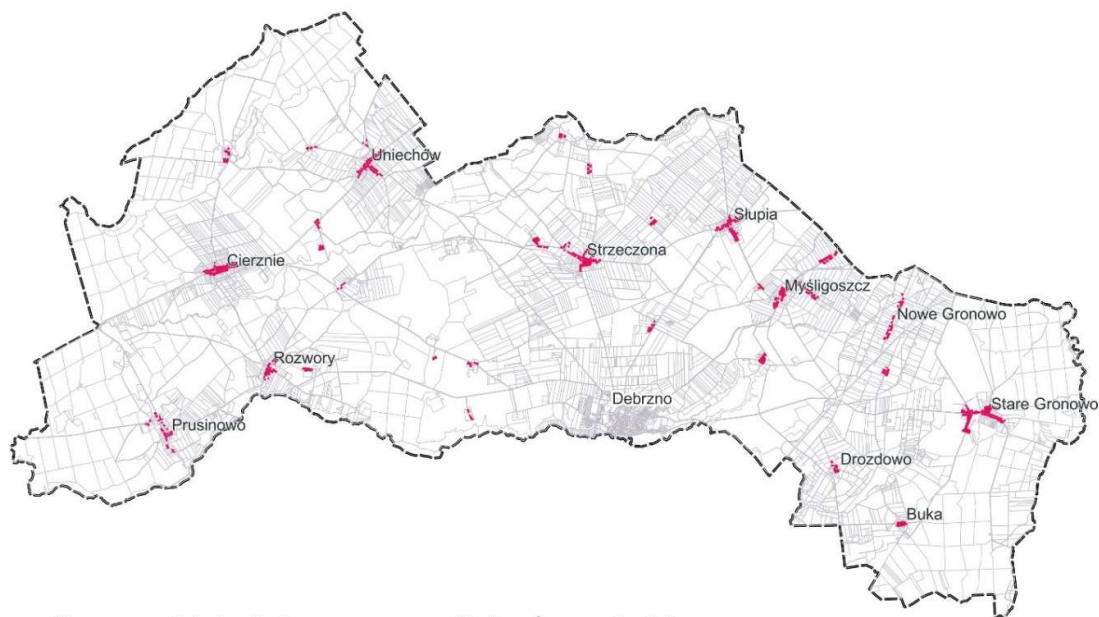 Uniechów
Słupia
Strzeczona
Cierznie
Myśligoszcz
Nowe Gronowo
Rozwory
Debrzno
Stare Gronowo
Prusinowo
Drozdowo
Buka